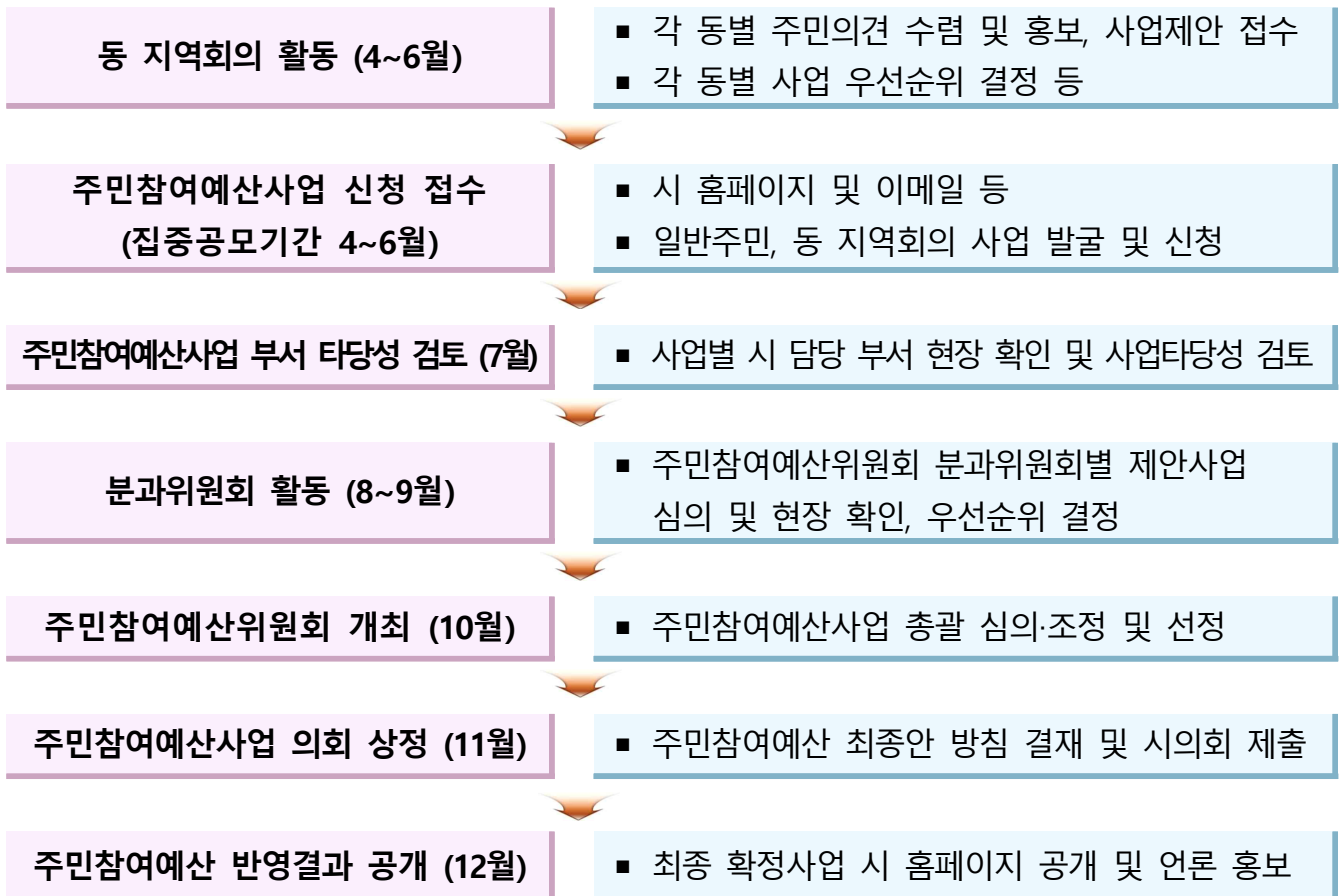 동 지역회의 활동 (4~6월)
▪ 각 동별 주민의견 수렴 및 홍보, 사업제안 접수
▪ 각 동별 사업 우선순위 결정 등
주민참여예산사업 신청 접수
(집중공모기간 4~6월)
▪ 시 홈페이지 및 이메일 등
▪ 일반주민, 동 지역회의 사업 발굴 및 신청
주민참여예산사업 부서 타당성 검토 (7월)
▪ 사업별 시 담당 부서 현장 확인 및 사업타당성 검토
분과위원회 활동 (8~9월)
▪ 주민참여예산위원회 분과위원회별 제안사업
심의 및 현장 확인, 우선순위 결정
주민참여예산위원회 개최 (10월)
▪ 주민참여예산사업 총괄 심의·조정 및 선정
주민참여예산사업 의회 상정 (11월)
▪ 주민참여예산 최종안 방침 결재 및 시의회 제출
주민참여예산 반영결과 공개 (12월)
▪ 최종 확정사업 시 홈페이지 공개 및 언론 홍보